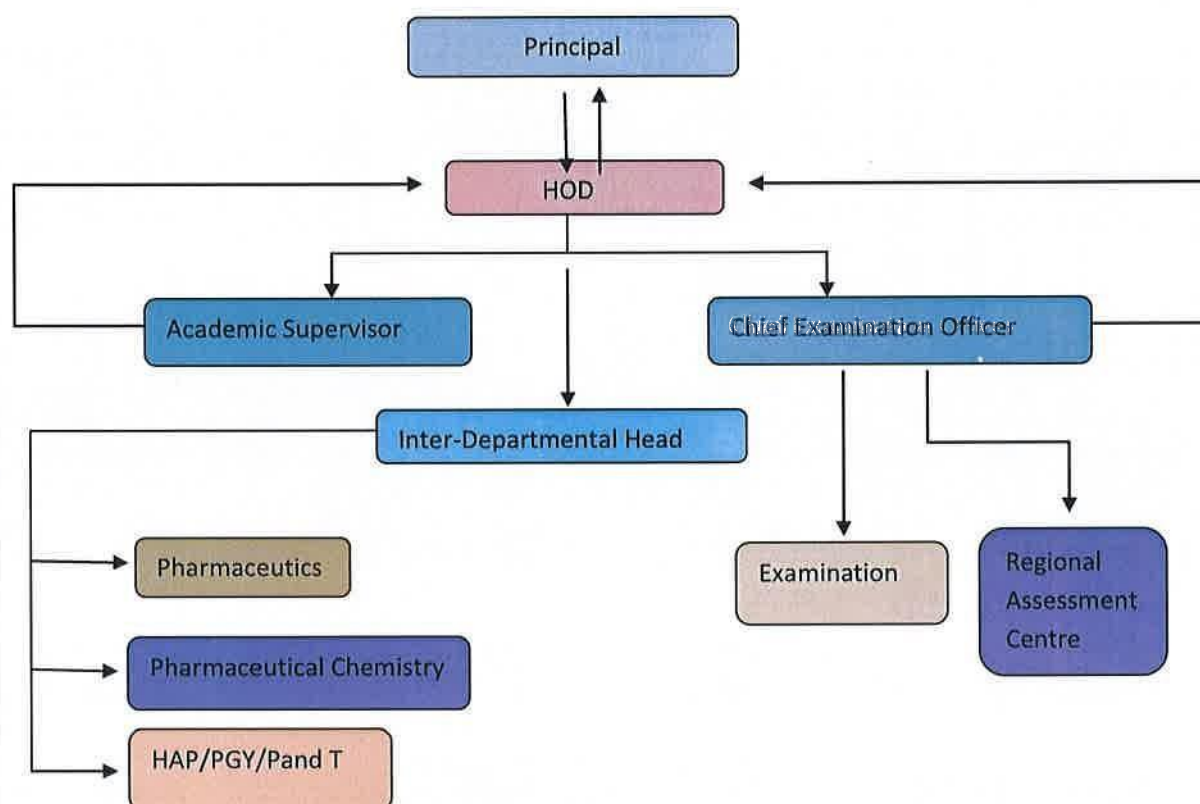 Principal
HOD
Academic Supervisor
Chief Examination Officer
Inter-Departmental Head
Pharmaceutics
Examination
Regional
Assessment
Centre
Pharmaceutical Chemistry
HAP/PGY/Pand T